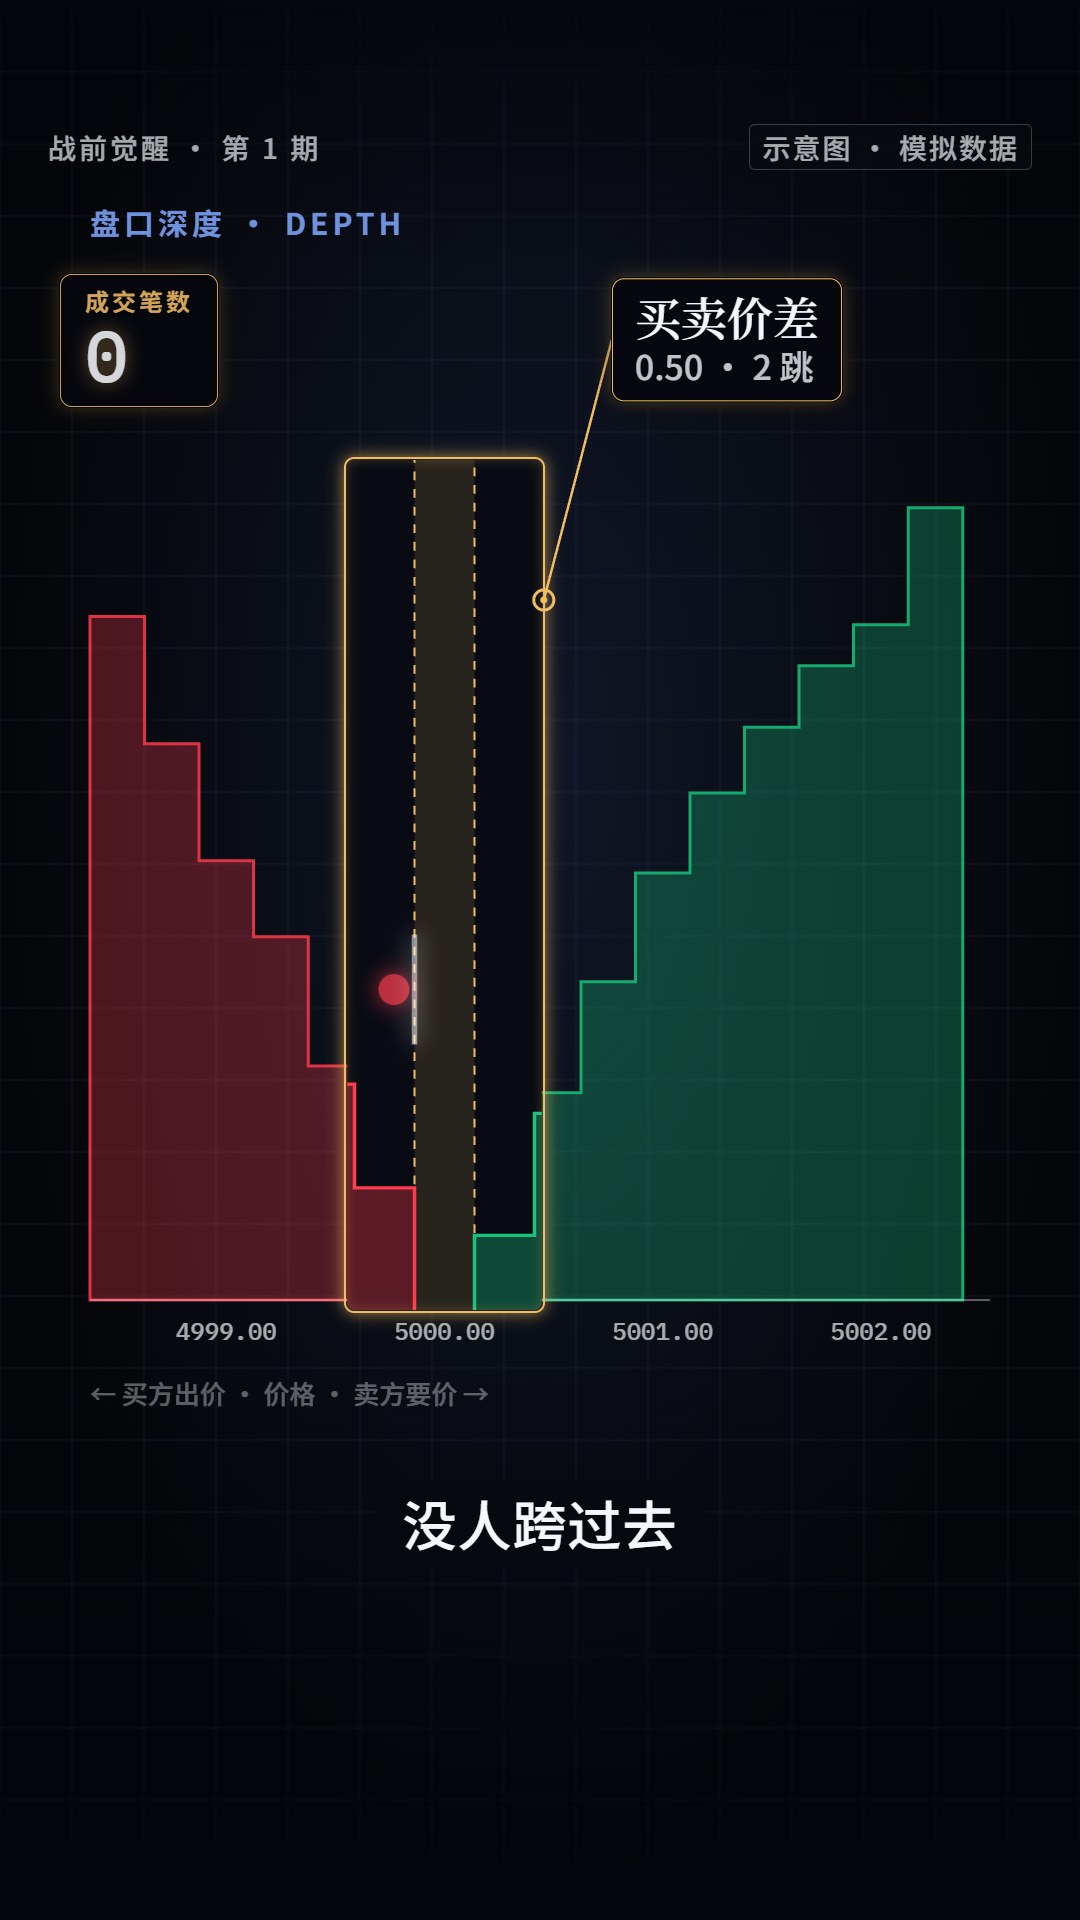 战前觉醒 • 第 1 期
示意图 • 模拟数据
盘口深度 • DEPTH
成交笔数
0
买卖价差
0.50 • 2 跳
4999.00 5000.00 5001.00 5002.00
← 买方出价 • 价格 • 卖方要价 →
没人跨过去